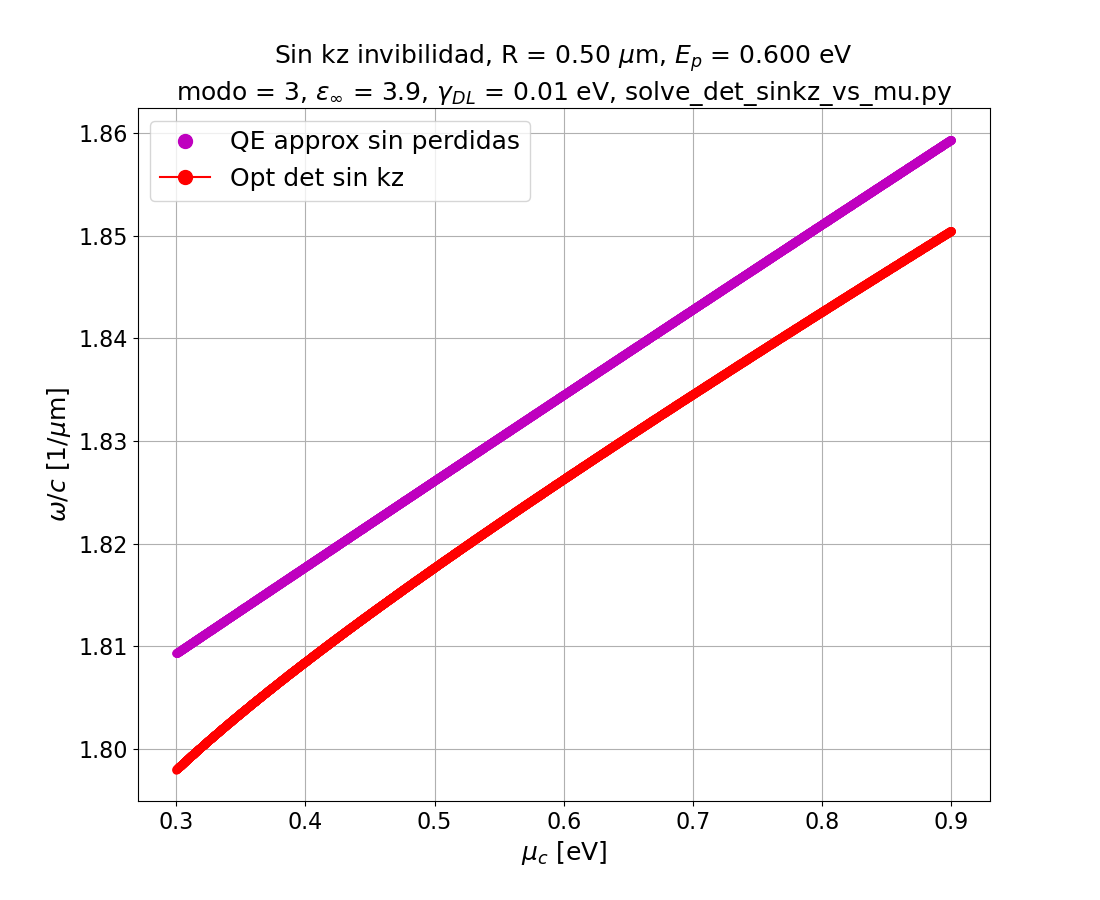 Sin kz invibilidad, R = 0.50 μm, E_p = 0.600 eV
modo = 3, ε_∞ = 3.9, γ_DL = 0.01 eV, solve_det_sinkz_vs_mu.py
QE approx sin perdidas
Opt det sin kz
1.86
1.85
1.84
1.83
1.82
1.81
1.80
ω/c [1/μm]
0.3 0.4 0.5 0.6 0.7 0.8 0.9
μ_c [eV]